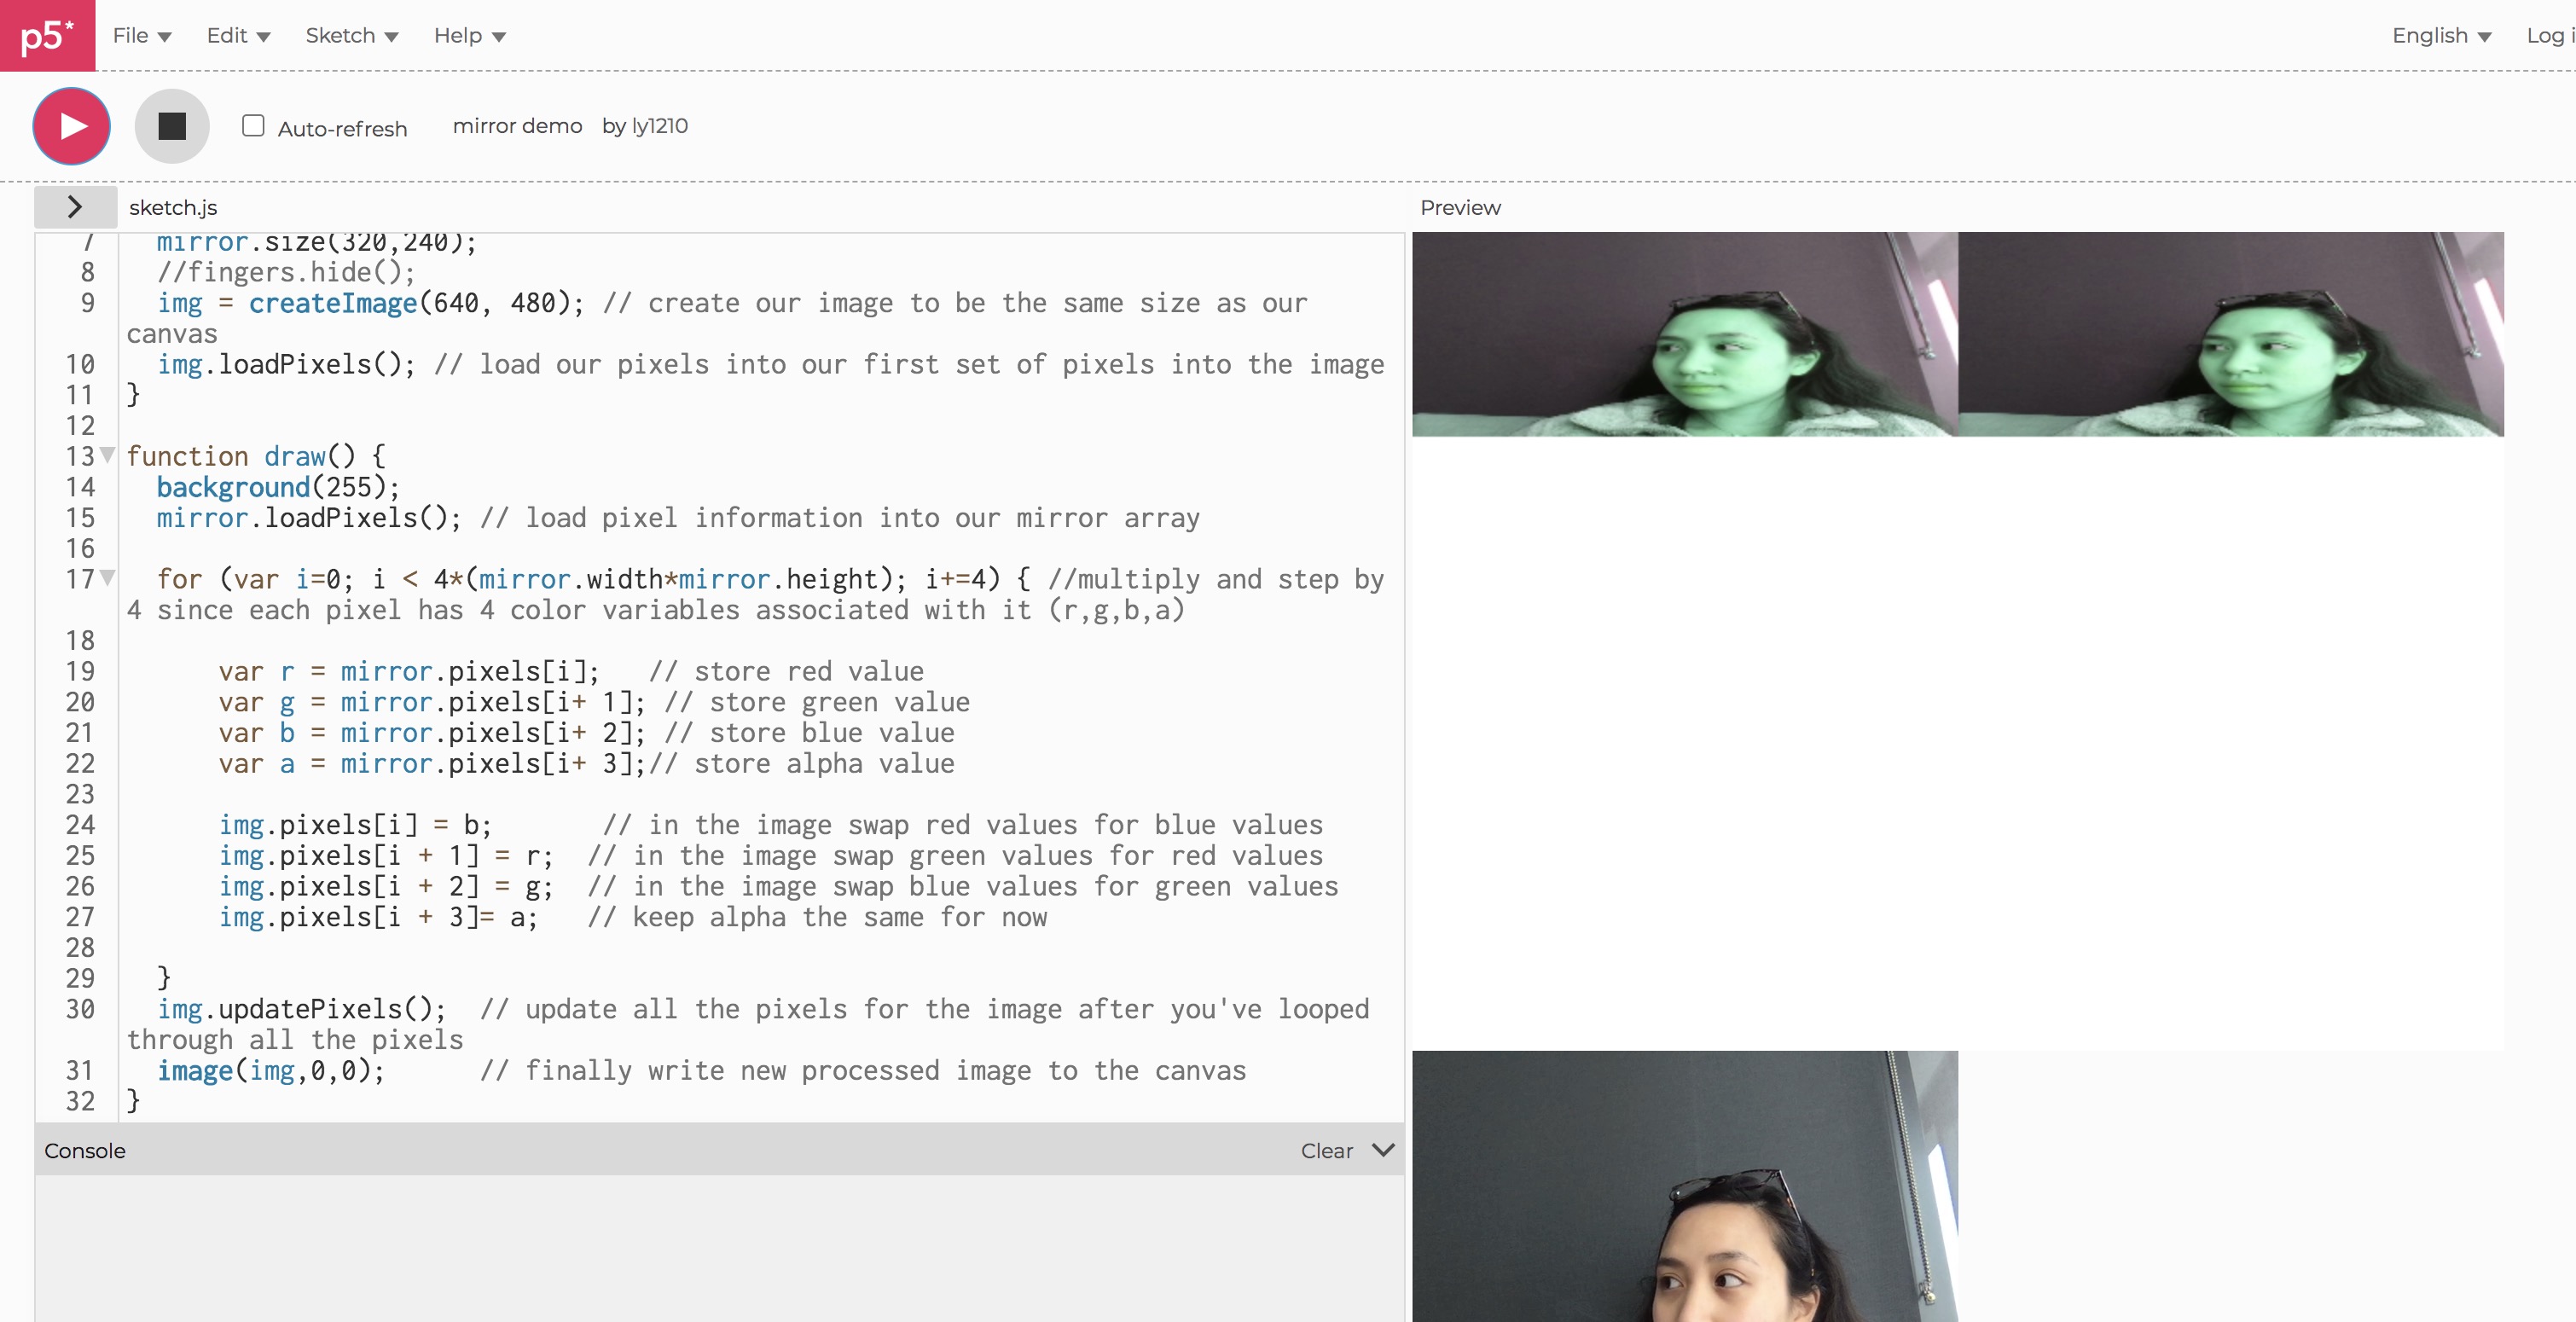 p5*
File Edit Sketch Help English Log i
Auto-refresh mirror demo by ly1210
sketch.js
Preview
7 mirror.size(320,240);
8 //fingers.hide();
9 img = createImage(640, 480); // create our image to be the same size as our
canvas
10 img.loadPixels(); // load our pixels into our first set of pixels into the image
11 }
12
13 function draw() {
14 background(255);
15 mirror.loadPixels(); // load pixel information into our mirror array
16
17 for (var i=0; i < 4*(mirror.width*mirror.height); i+=4) { //multiply and step by
4 since each pixel has 4 color variables associated with it (r,g,b,a)
18
19 var r = mirror.pixels[i]; // store red value
20 var g = mirror.pixels[i+ 1]; // store green value
21 var b = mirror.pixels[i+ 2]; // store blue value
22 var a = mirror.pixels[i+ 3];// store alpha value
23
24 img.pixels[i] = b; // in the image swap red values for blue values
25 img.pixels[i + 1] = r; // in the image swap green values for red values
26 img.pixels[i + 2] = g; // in the image swap blue values for green values
27 img.pixels[i + 3]= a; // keep alpha the same for now
28
29 }
30 img.updatePixels(); // update all the pixels for the image after you've looped
through all the pixels
31 image(img,0,0); // finally write new processed image to the canvas
32 }
Console Clear